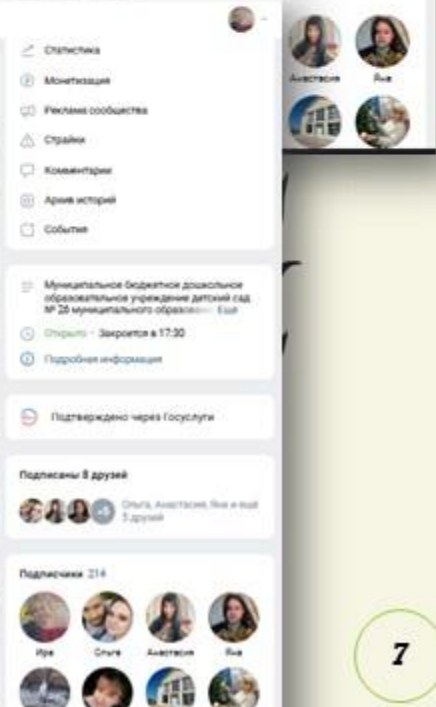 Статистика
Монетизация
Реклама сообщества
Страйки
Комментарии
Архив историй
События
Муниципальное бюджетное дошкольное
образовательное учреждение детский сад
№ 26 муниципального Ещё
Открыто · Закроется в 17:30
Подробная информация
Подтверждено через Госуслуги
Подписаны 8 друзей
+5
Ольга, Анастасия, Яна и ещё
5 друзей
Подписчики 214
Ира Ольга Анастасия Яна
Анастасия Яна
7